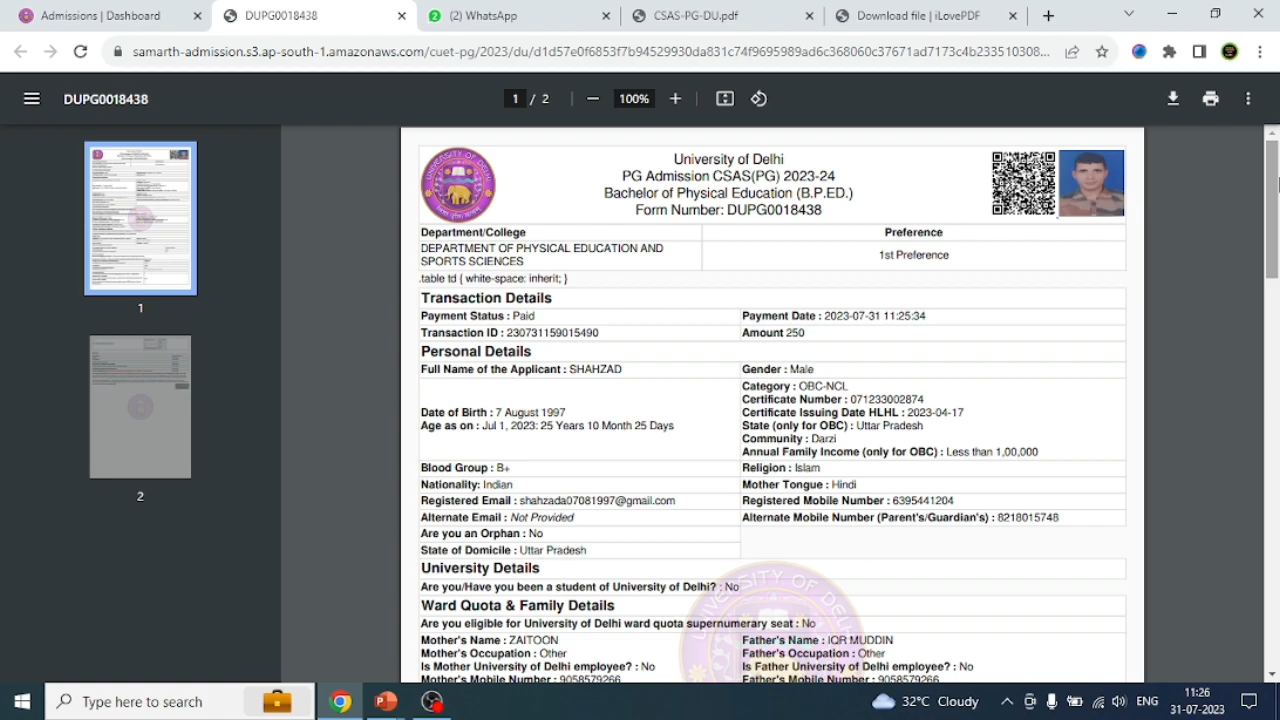 Admissions | Dashboard
DUPG0018438
(2) WhatsApp
CSAS-PG-DU.pdf
Download file | iLovePDF
samarth-admission.s3.ap-south-1.amazonaws.com/cuet-pg/2023/du/d1d57e0f6853f7b94529930da831c74f9695989ad6c368060c37671ad7173c4b233510308...
DUPG0018438
1 / 2
100%
University of Delhi
PG Admission CSAS(PG) 2023-24
Bachelor of Physical Education (B.P.ED.)
Form Number: DUPG0018438
Department/College
Preference
DEPARTMENT OF PHYSICAL EDUCATION AND
SPORTS SCIENCES
1st Preference
.table td { white-space: inherit; }
Transaction Details
Payment Status : Paid
Payment Date : 2023-07-31 11:25:34
Transaction ID : 230731159015490
Amount 250
Personal Details
Full Name of the Applicant : SHAHZAD
Gender : Male
Date of Birth : 7 August 1997
Age as on : Jul 1, 2023: 25 Years 10 Month 25 Days
Category : OBC-NCL
Certificate Number : 071233002874
Certificate Issuing Date HLHL : 2023-04-17
State (only for OBC) : Uttar Pradesh
Community : Darzi
Annual Family Income (only for OBC) : Less than 1,00,000
Blood Group : B+
Religion : Islam
Nationality: Indian
Mother Tongue : Hindi
Registered Email : shahzada07081997@gmail.com
Registered Mobile Number : 6395441204
Alternate Email : Not Provided
Alternate Mobile Number (Parent's/Guardian's) : 8218015748
Are you an Orphan : No
State of Domicile : Uttar Pradesh
University Details
Are you/Have you been a student of University of Delhi? : No
Ward Quota & Family Details
Are you eligible for University of Delhi ward quota supernumerary seat : No
Mother's Name : ZAITOON
Father's Name : IQR MUDDIN
Mother's Occupation : Other
Father's Occupation : Other
Is Mother University of Delhi employee? : No
Is Father University of Delhi employee? : No
Mother's Mobile Number : 9058579266
Father's Mobile Number : 9058579266
1
2
Type here to search
32°C Cloudy
ENG
11:26
31-07-2023